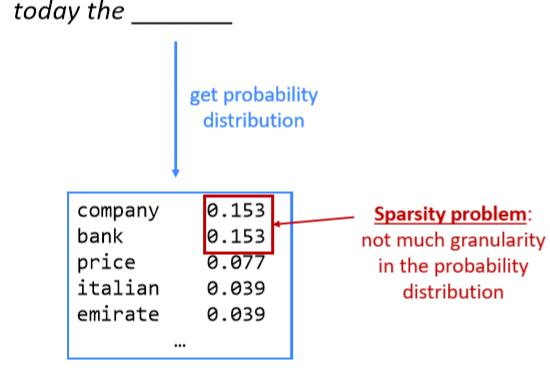 today the ________
get probability
distribution
company 0.153
bank 0.153
price 0.077
italian 0.039
emirate 0.039
...
Sparsity problem:
not much granularity
in the probability
distribution